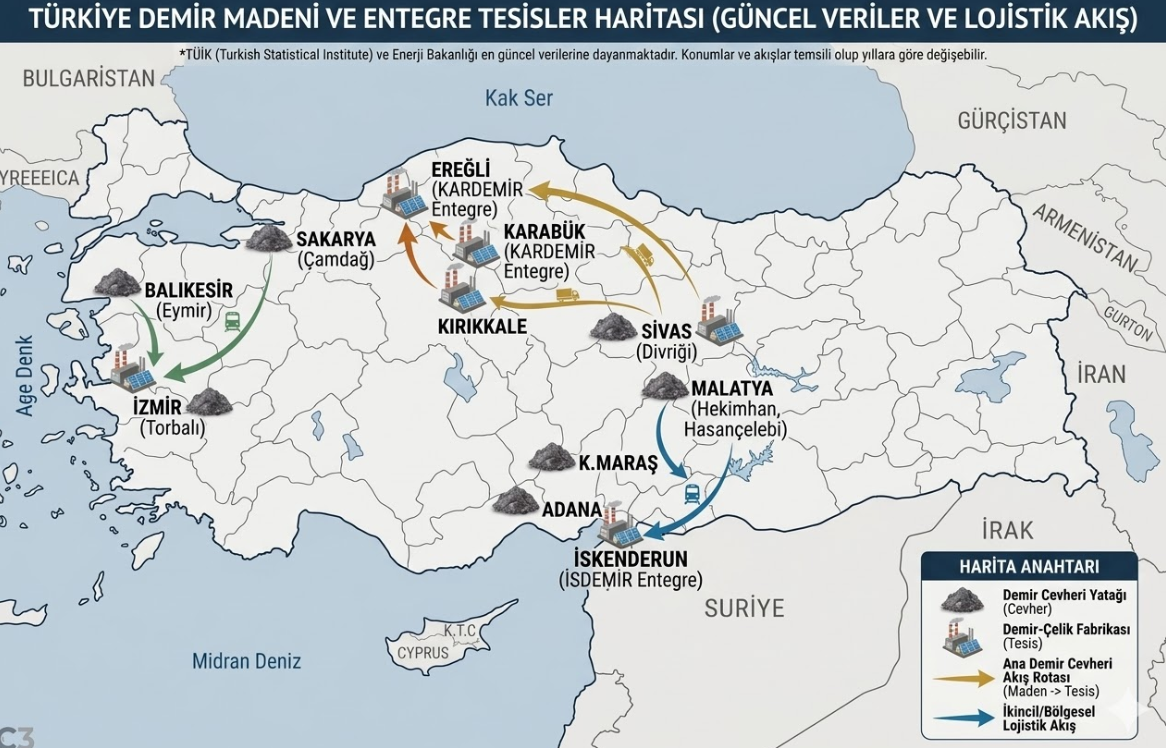 TÜRKİYE DEMİR MADENİ VE ENTEGRE TESİSLER HARİTASI (GÜNCEL VERİLER VE LOJİSTİK AKIŞ)
*TÜİK (Turkish Statistical Institute) ve Enerji Bakanlığı en güncel verilerine dayanmaktadır. Konumlar ve akışlar temsili olup yıllara göre değişebilir.
BULGARİSTAN
Kak Ser
GÜRÇİSTAN
YREEEICA
EREĞLİ
(KARDEMİR
Entegre)
KARABÜK
(KARDEMİR
Entegre)
SAKARYA
(Çamdağ)
ARMENİSTAN
BALIKESİR
(Eymir)
KIRIKKALE
SİVAS
(Divriği)
GURTON
Age Denk
İRAN
İZMİR
(Torbalı)
MALATYA
(Hekimhan,
Hasançelebi)
K.MARAŞ
ADANA
İSKENDERUN
(İSDEMİR Entegre)
İRAK
SURİYE
K.T.C
CYPRUS
Midran Deniz
HARİTA ANAHTARI
Demir Cevheri Yatağı
(Cevher)
Demir-Çelik Fabrikası
(Tesis)
Ana Demir Cevheri
Akış Rotası
(Maden -> Tesis)
İkincil/Bölgesel
Lojistik Akış
C3